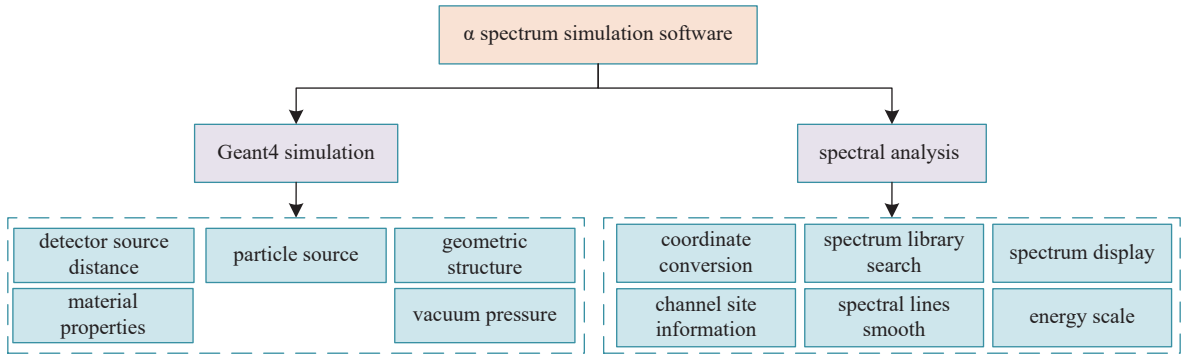 α spectrum simulation software
Geant4 simulation
spectral analysis
detector source
distance
particle source
geometric
structure
material
properties
vacuum pressure
coordinate
conversion
spectrum library
search
spectrum display
channel site
information
spectral lines
smooth
energy scale